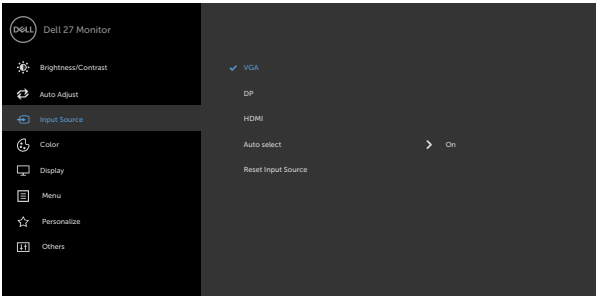 DELL
Dell 27 Monitor
Brightness/Contrast
Auto Adjust
Input Source
Color
Display
Menu
Personalize
Others
VGA
DP
HDMI
Auto select On
Reset Input Source